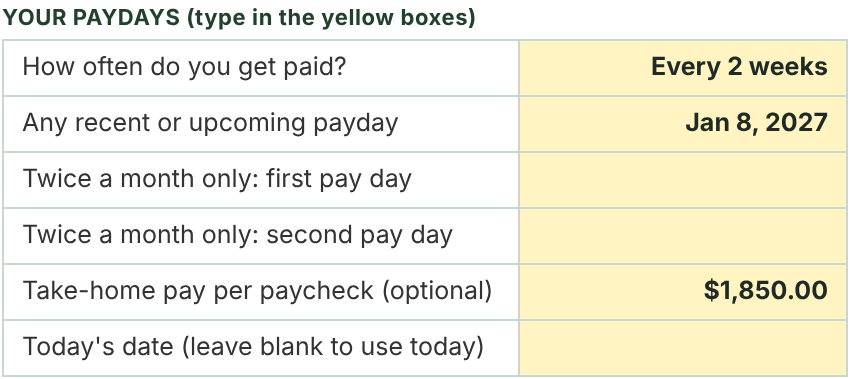 YOUR PAYDAYS (type in the yellow boxes)
How often do you get paid? Every 2 weeks
Any recent or upcoming payday Jan 8, 2027
Twice a month only: first pay day
Twice a month only: second pay day
Take-home pay per paycheck (optional) $1,850.00
Today's date (leave blank to use today)